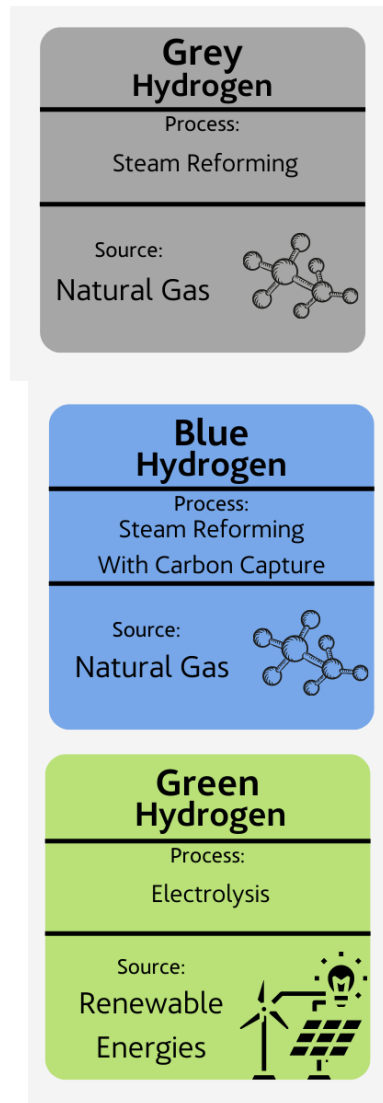 Grey
Hydrogen
Process:
Steam Reforming
Source:
Natural Gas
Blue
Hydrogen
Process:
Steam Reforming
With Carbon Capture
Source:
Natural Gas
Green
Hydrogen
Process:
Electrolysis
Source:
Renewable
Energies